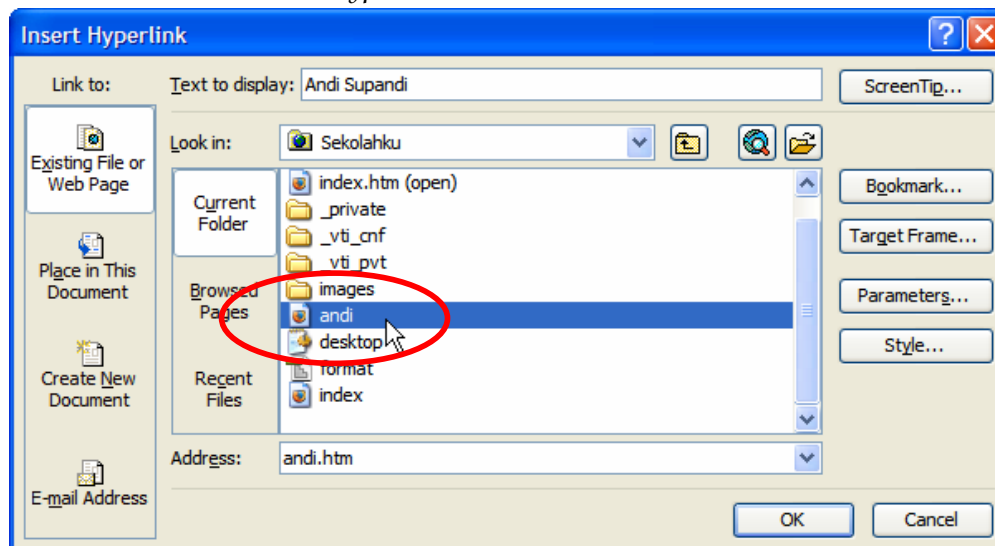 Insert Hyperlink
Link to:
Text to display: Andi Supandi
ScreenTip...
Existing File or
Web Page
Look in: Sekolahku
Current
Folder
index.htm (open)
_private
_vti_cnf
_vti_pvt
images
andi
desktop
format
index
Bookmark...
Target Frame...
Parameters...
Style...
Place in This
Document
Browsed
Pages
Create New
Document
Recent
Files
Address: andi.htm
E-mail Address
OK
Cancel